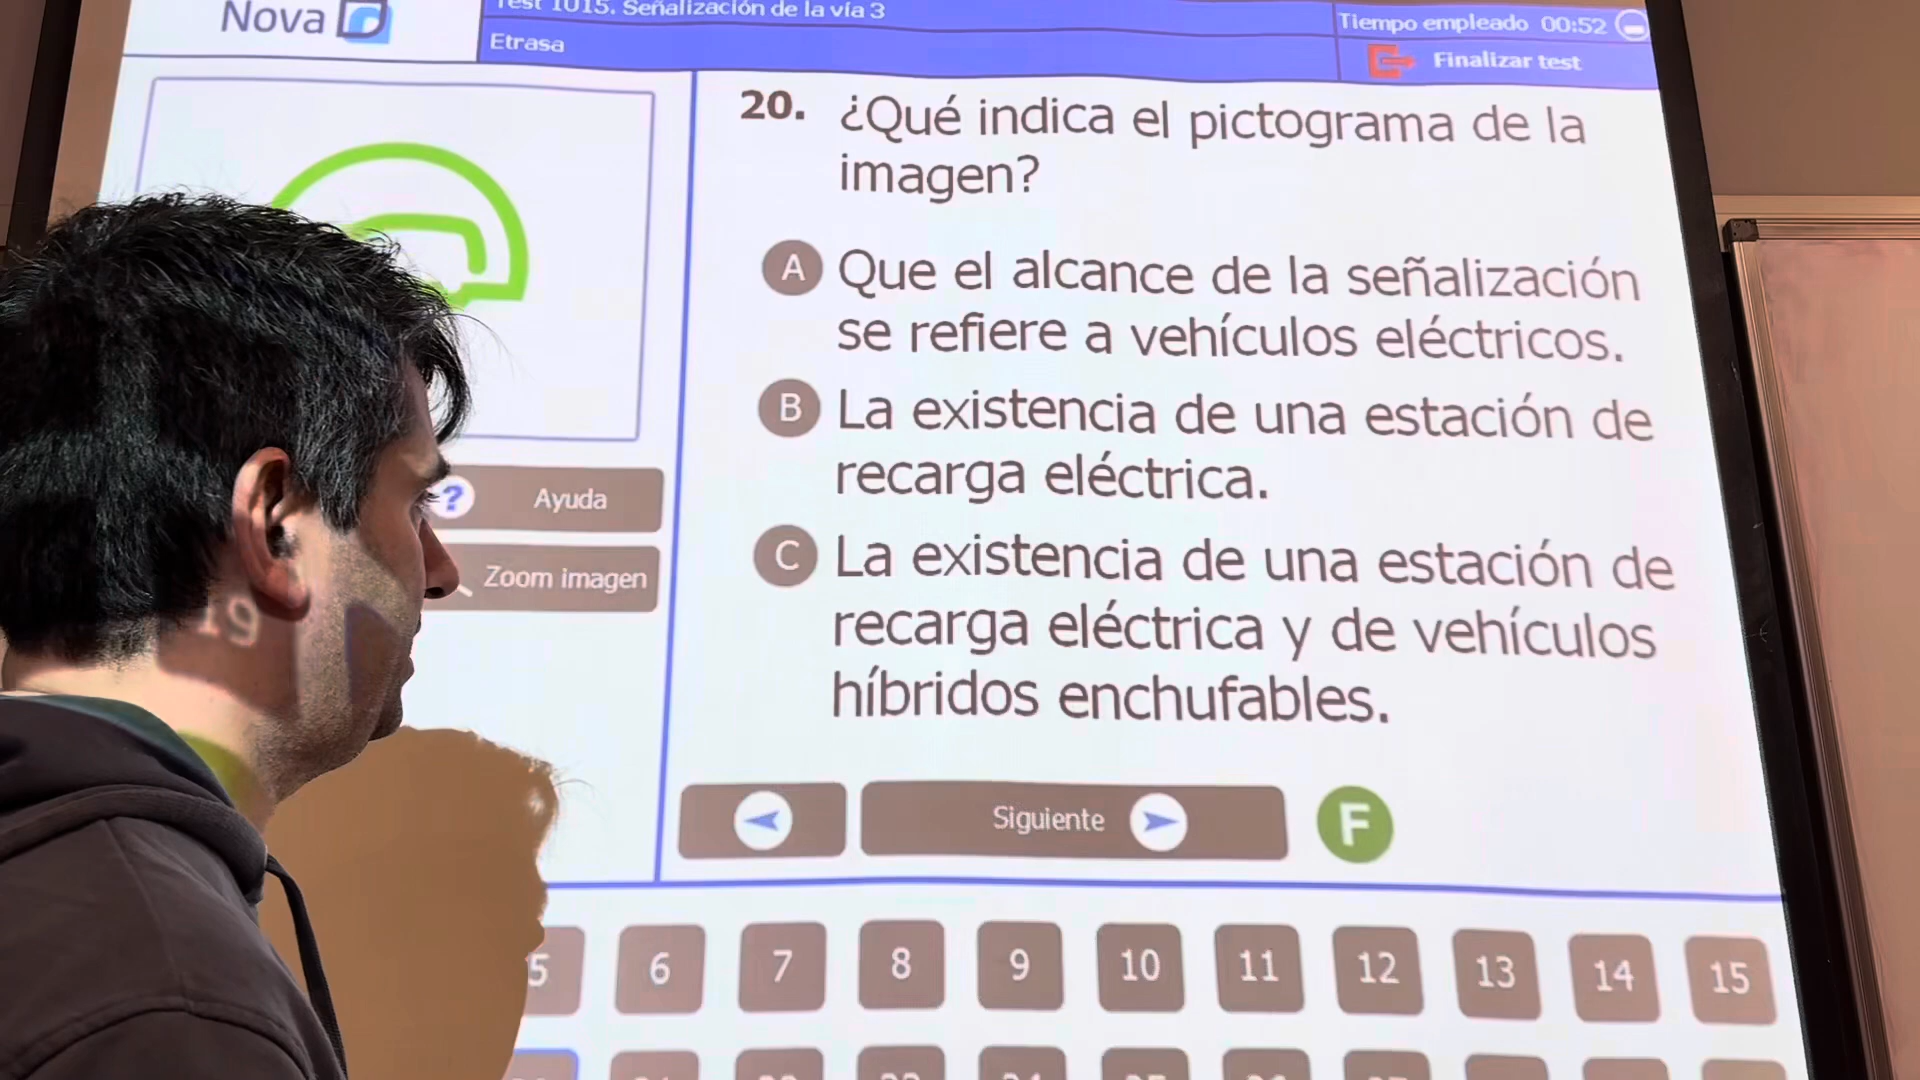 Nova
Test 1015. Señalización de la vía 3
Tiempo empleado 00:52
Etrasa
Finalizar test
20. ¿Qué indica el pictograma de la
imagen?
A Que el alcance de la señalización
se refiere a vehículos eléctricos.
B La existencia de una estación de
recarga eléctrica.
C La existencia de una estación de
recarga eléctrica y de vehículos
híbridos enchufables.
? Ayuda
Zoom imagen
Siguiente
F
5 6 7 8 9 10 11 12 13 14 15